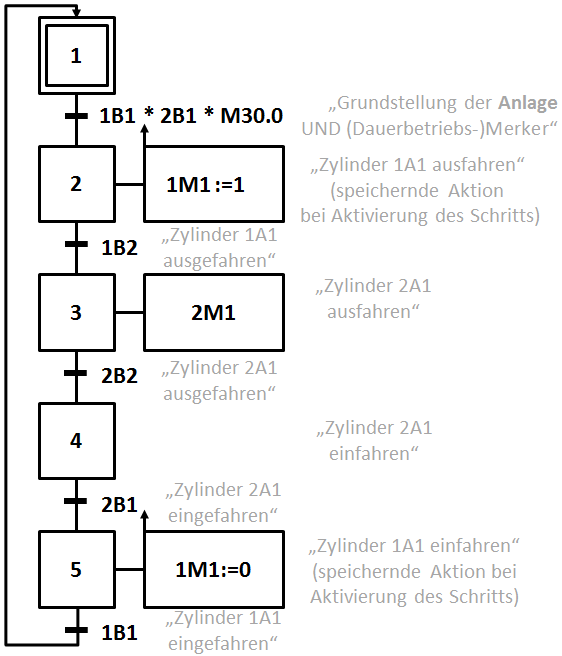 1
1B1 * 2B1 * M30.0
„Grundstellung der Anlage
UND (Dauerbetriebs-)Merker“
2
1M1 :=1
„Zylinder 1A1 ausfahren“
(speichernde Aktion
bei Aktivierung des Schritts)
1B2
„Zylinder 1A1
ausgefahren“
3
2M1
„Zylinder 2A1
ausfahren“
2B2
„Zylinder 2A1
ausgefahren“
4
„Zylinder 2A1
einfahren“
2B1
„Zylinder 2A1
eingefahren“
5
1M1:=0
„Zylinder 1A1 einfahren“
(speichernde Aktion bei
Aktivierung des Schritts)
1B1
„Zylinder 1A1
eingefahren“